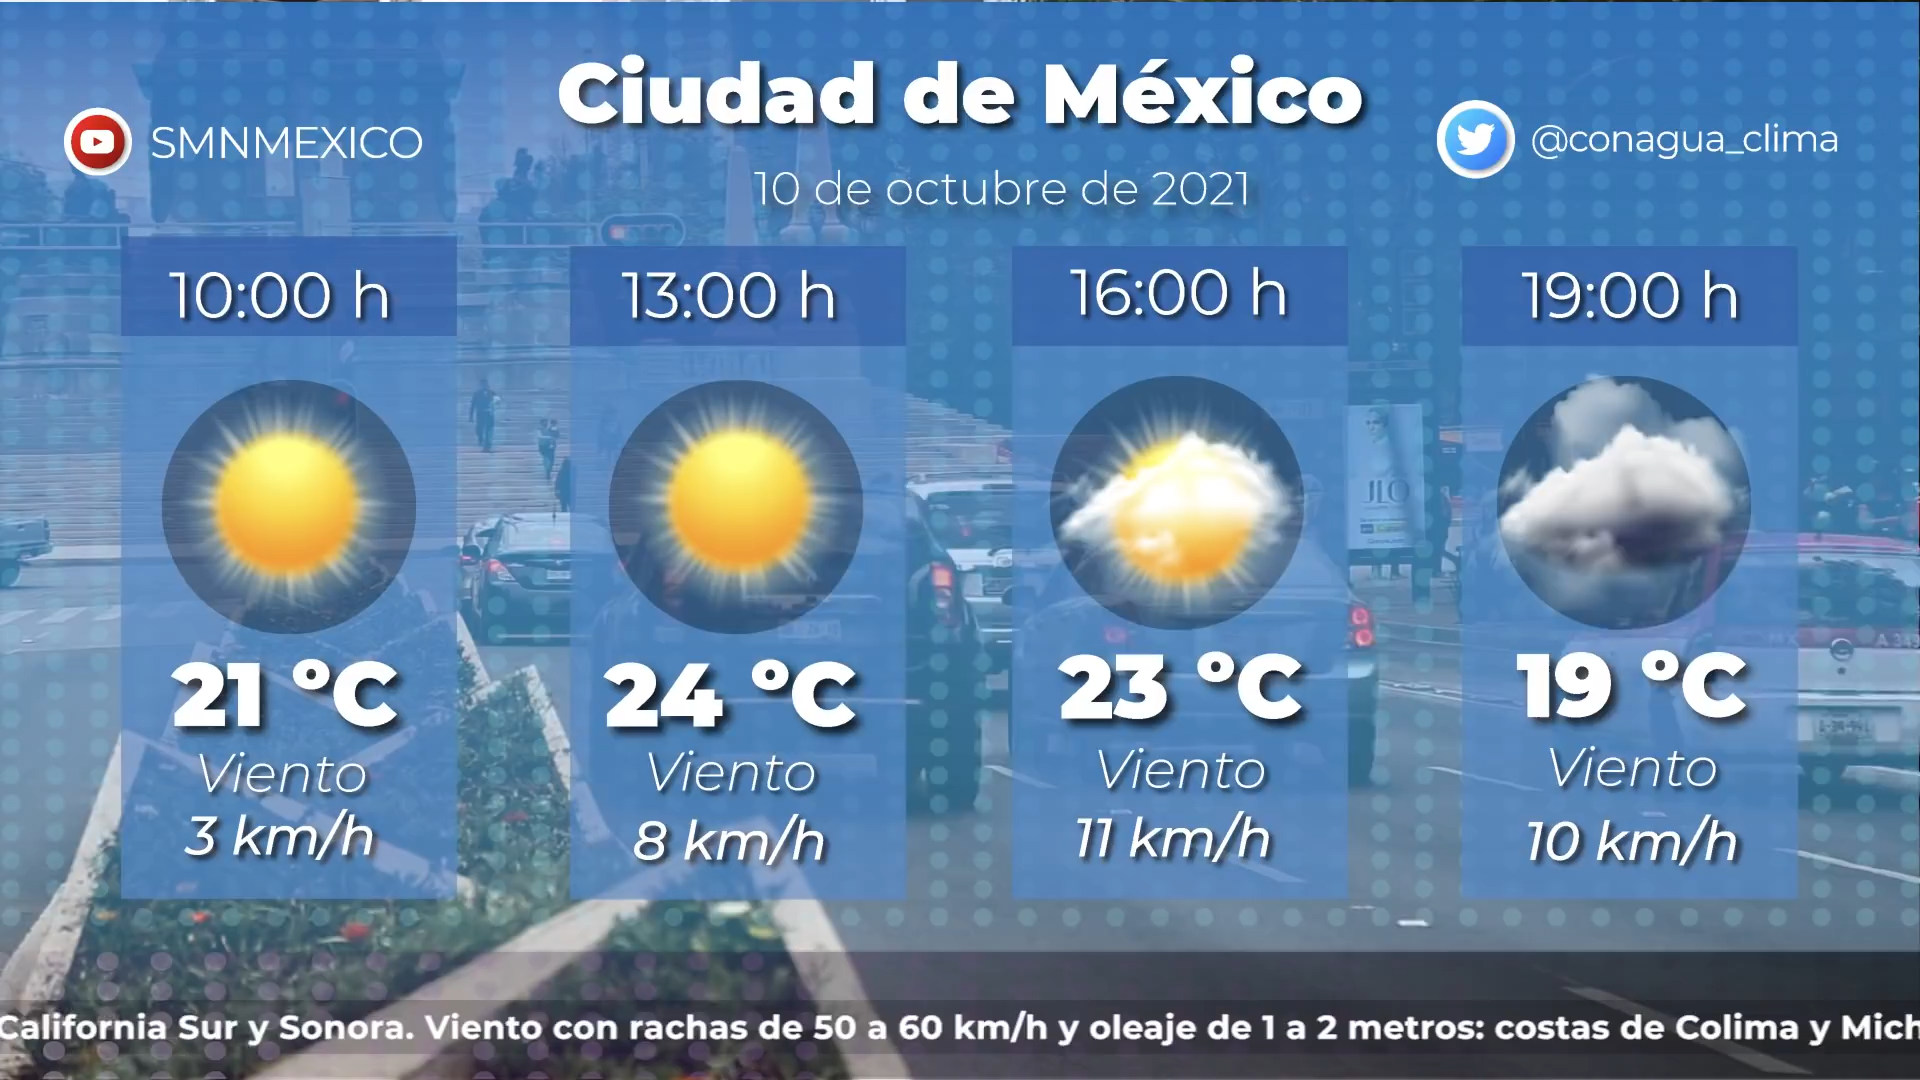 Ciudad de México
SMNMEXICO
@conagua_clima
10 de octubre de 2021
10:00 h
13:00 h
16:00 h
19:00 h
JLO
21 °C
24 °C
23 °C
19 °C
Viento
Viento
Viento
Viento
3 km/h
8 km/h
11 km/h
10 km/h
California Sur y Sonora. Viento con rachas de 50 a 60 km/h y oleaje de 1 a 2 metros: costas de Colima y Mich